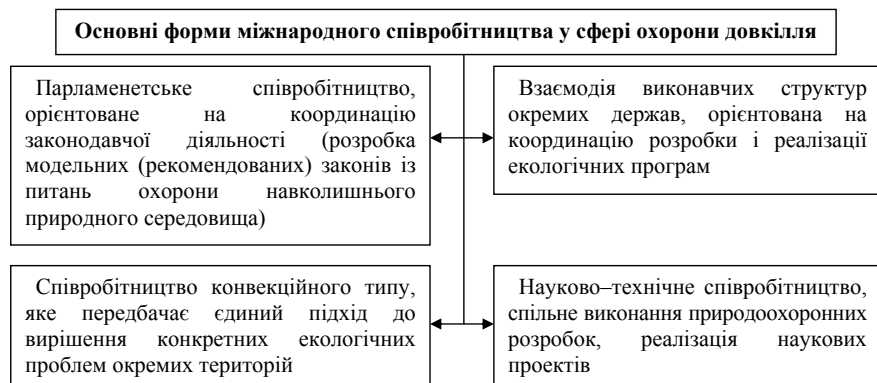 Основні форми міжнародного співробітництва у сфері охорони довкілля
Парламенетське співробітництво,
орієнтоване на координацію
законодавчої діяльності (розробка
модельних (рекомендованих) законів із
питань охорони навколишнього
природного середовища)
Взаємодія виконавчих структур
окремих держав, орієнтована на
координацію розробки і реалізації
екологічних програм
Співробітництво конвекційного типу,
яке передбачає єдиний підхід до
вирішення конкретних екологічних
проблем окремих територій
Науково–технічне співробітництво,
спільне виконання природоохоронних
розробок, реалізація наукових
проектів